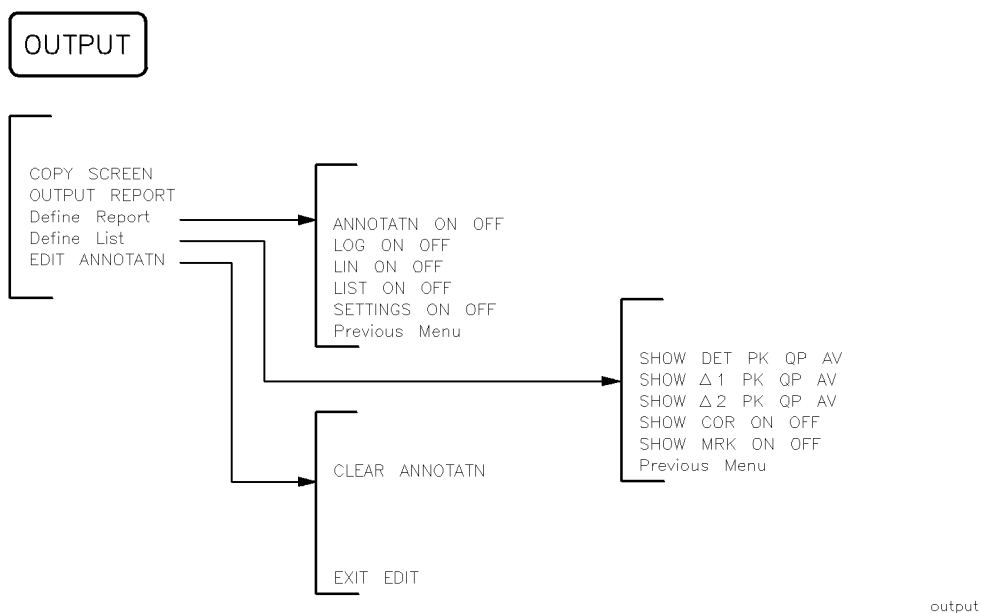 OUTPUT
COPY SCREEN
OUTPUT REPORT
Define Report
Define List
EDIT ANNOTATN
ANNOTATN ON OFF
LOG ON OFF
LIN ON OFF
LIST ON OFF
SETTINGS ON OFF
Previous Menu
SHOW DET PK QP AV
SHOW △1 PK QP AV
SHOW △2 PK QP AV
SHOW COR ON OFF
SHOW MRK ON OFF
Previous Menu
CLEAR ANNOTATN
EXIT EDIT
output